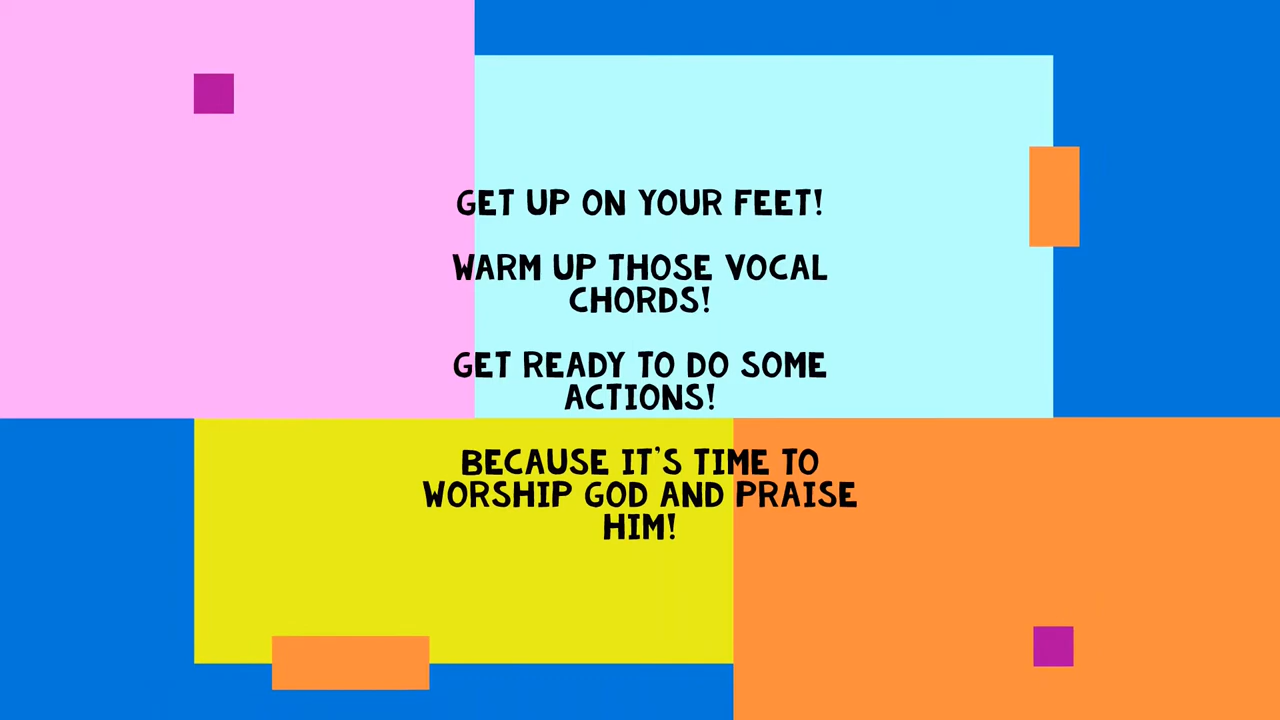 GET UP ON YOUR FEET!
WARM UP THOSE VOCAL
CHORDS!
GET READY TO DO SOME
ACTIONS!
BECAUSE IT'S TIME TO
WORSHIP GOD AND PRAISE
HIM!